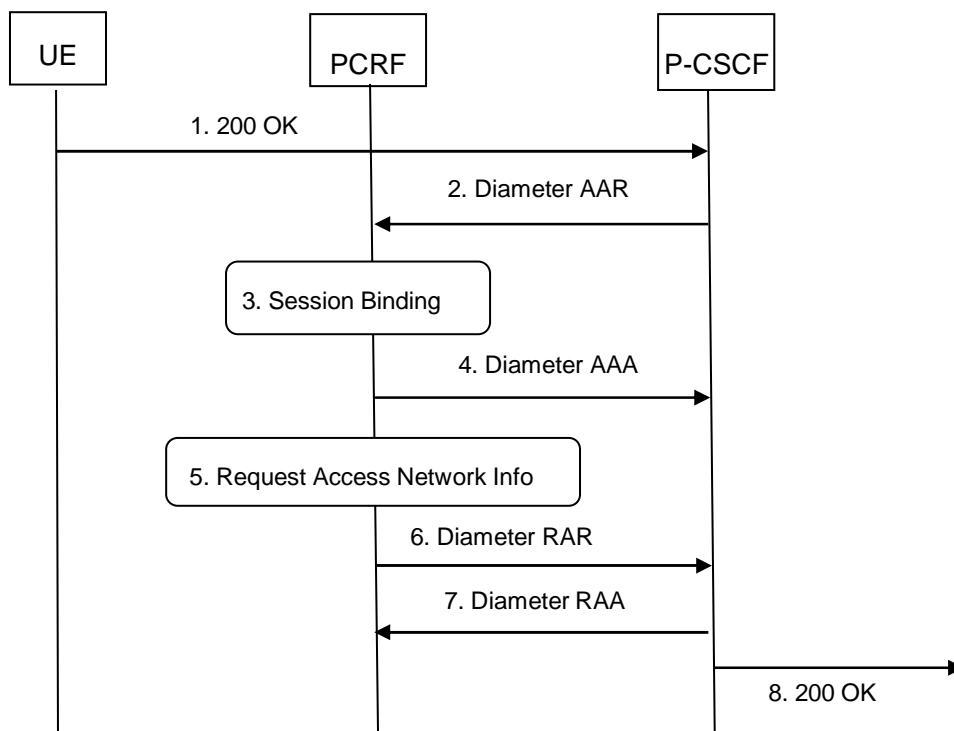 UE
PCRF
P-CSCF
1. 200 OK
2. Diameter AAR
3. Session Binding
4. Diameter AAA
5. Request Access Network Info
6. Diameter RAR
7. Diameter RAA
8. 200 OK